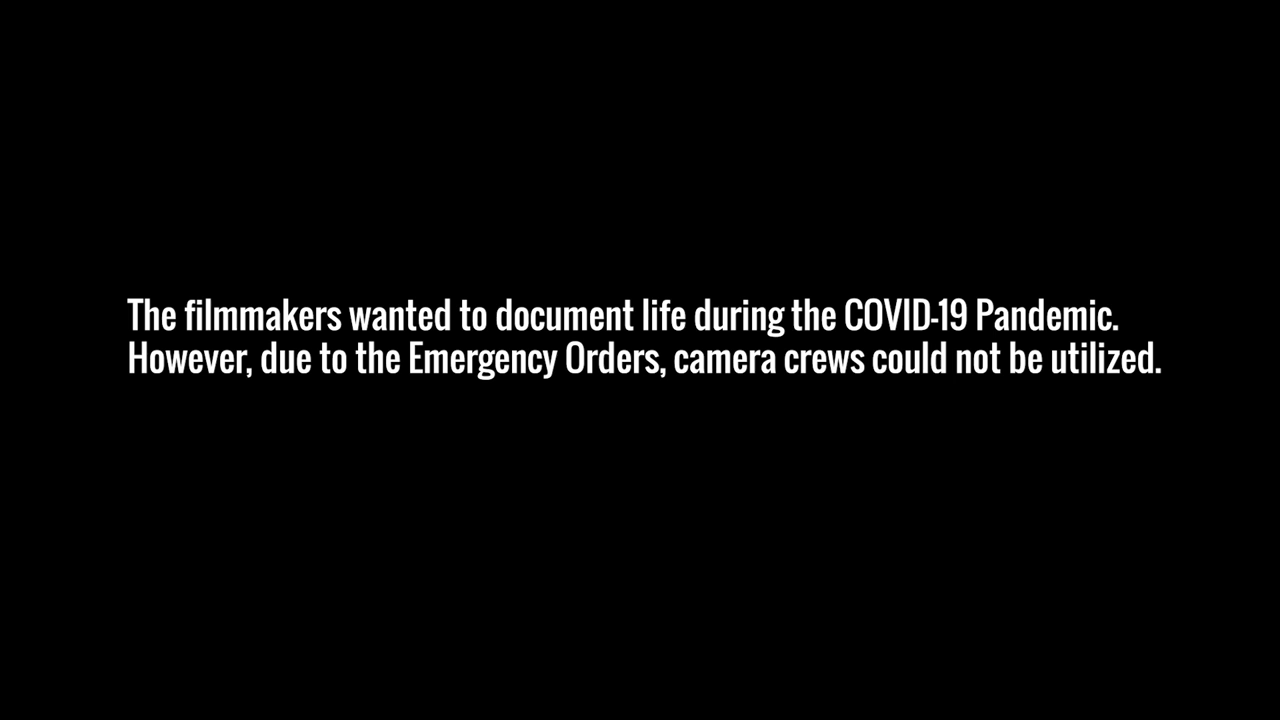 The filmmakers wanted to document life during the COVID-19 Pandemic.
However, due to the Emergency Orders, camera crews could not be utilized.